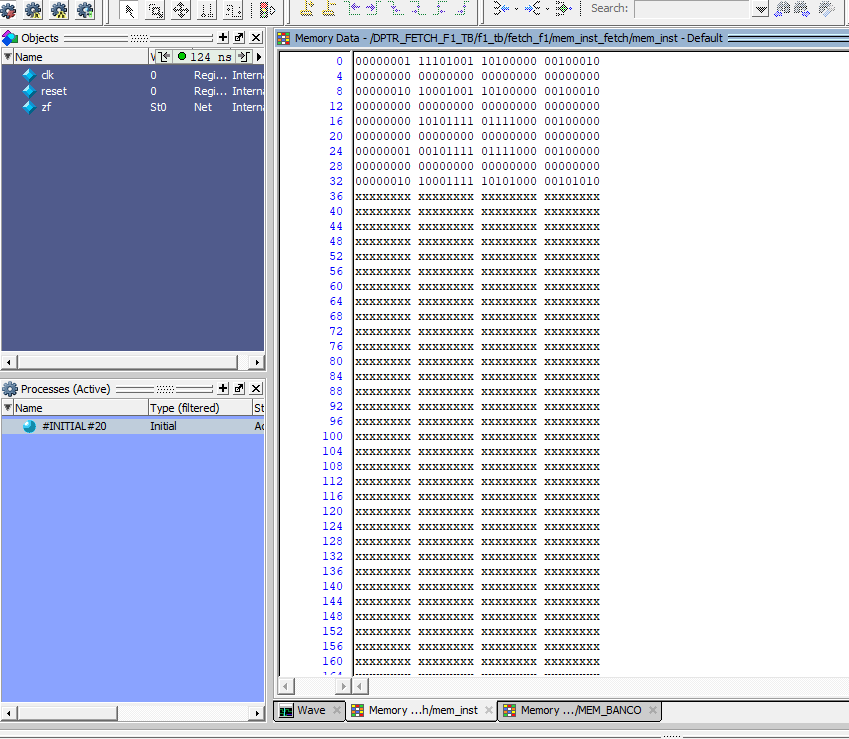 Search:
Objects
Name V 124 ns
clk 0 Regi... Interna
reset 0 Regi... Interna
zf St0 Net Interna
Processes (Active)
Name Type (filtered) St
#INITIAL#20 Initial Ac
Memory Data - /DPTR_FETCH_F1_TB/f1_tb/fetch_f1/mem_inst_fetch/mem_inst - Default
0 00000001 11101001 10100000 00100010
4 00000000 00000000 00000000 00000000
8 00000010 10001001 10100000 00100010
12 00000000 00000000 00000000 00000000
16 00000000 10101111 01111000 00100000
20 00000000 00000000 00000000 00000000
24 00000001 00101111 01111000 00100000
28 00000000 00000000 00000000 00000000
32 00000010 10001111 10101000 00101010
36 xxxxxxxx xxxxxxxx xxxxxxxx xxxxxxxx
40 xxxxxxxx xxxxxxxx xxxxxxxx xxxxxxxx
44 xxxxxxxx xxxxxxxx xxxxxxxx xxxxxxxx
48 xxxxxxxx xxxxxxxx xxxxxxxx xxxxxxxx
52 xxxxxxxx xxxxxxxx xxxxxxxx xxxxxxxx
56 xxxxxxxx xxxxxxxx xxxxxxxx xxxxxxxx
60 xxxxxxxx xxxxxxxx xxxxxxxx xxxxxxxx
64 xxxxxxxx xxxxxxxx xxxxxxxx xxxxxxxx
68 xxxxxxxx xxxxxxxx xxxxxxxx xxxxxxxx
72 xxxxxxxx xxxxxxxx xxxxxxxx xxxxxxxx
76 xxxxxxxx xxxxxxxx xxxxxxxx xxxxxxxx
80 xxxxxxxx xxxxxxxx xxxxxxxx xxxxxxxx
84 xxxxxxxx xxxxxxxx xxxxxxxx xxxxxxxx
88 xxxxxxxx xxxxxxxx xxxxxxxx xxxxxxxx
92 xxxxxxxx xxxxxxxx xxxxxxxx xxxxxxxx
96 xxxxxxxx xxxxxxxx xxxxxxxx xxxxxxxx
100 xxxxxxxx xxxxxxxx xxxxxxxx xxxxxxxx
104 xxxxxxxx xxxxxxxx xxxxxxxx xxxxxxxx
108 xxxxxxxx xxxxxxxx xxxxxxxx xxxxxxxx
112 xxxxxxxx xxxxxxxx xxxxxxxx xxxxxxxx
116 xxxxxxxx xxxxxxxx xxxxxxxx xxxxxxxx
120 xxxxxxxx xxxxxxxx xxxxxxxx xxxxxxxx
124 xxxxxxxx xxxxxxxx xxxxxxxx xxxxxxxx
128 xxxxxxxx xxxxxxxx xxxxxxxx xxxxxxxx
132 xxxxxxxx xxxxxxxx xxxxxxxx xxxxxxxx
136 xxxxxxxx xxxxxxxx xxxxxxxx xxxxxxxx
140 xxxxxxxx xxxxxxxx xxxxxxxx xxxxxxxx
144 xxxxxxxx xxxxxxxx xxxxxxxx xxxxxxxx
148 xxxxxxxx xxxxxxxx xxxxxxxx xxxxxxxx
152 xxxxxxxx xxxxxxxx xxxxxxxx xxxxxxxx
156 xxxxxxxx xxxxxxxx xxxxxxxx xxxxxxxx
160 xxxxxxxx xxxxxxxx xxxxxxxx xxxxxxxx
Wave
Memory ...h/mem_inst
Memory .../MEM_BANCO